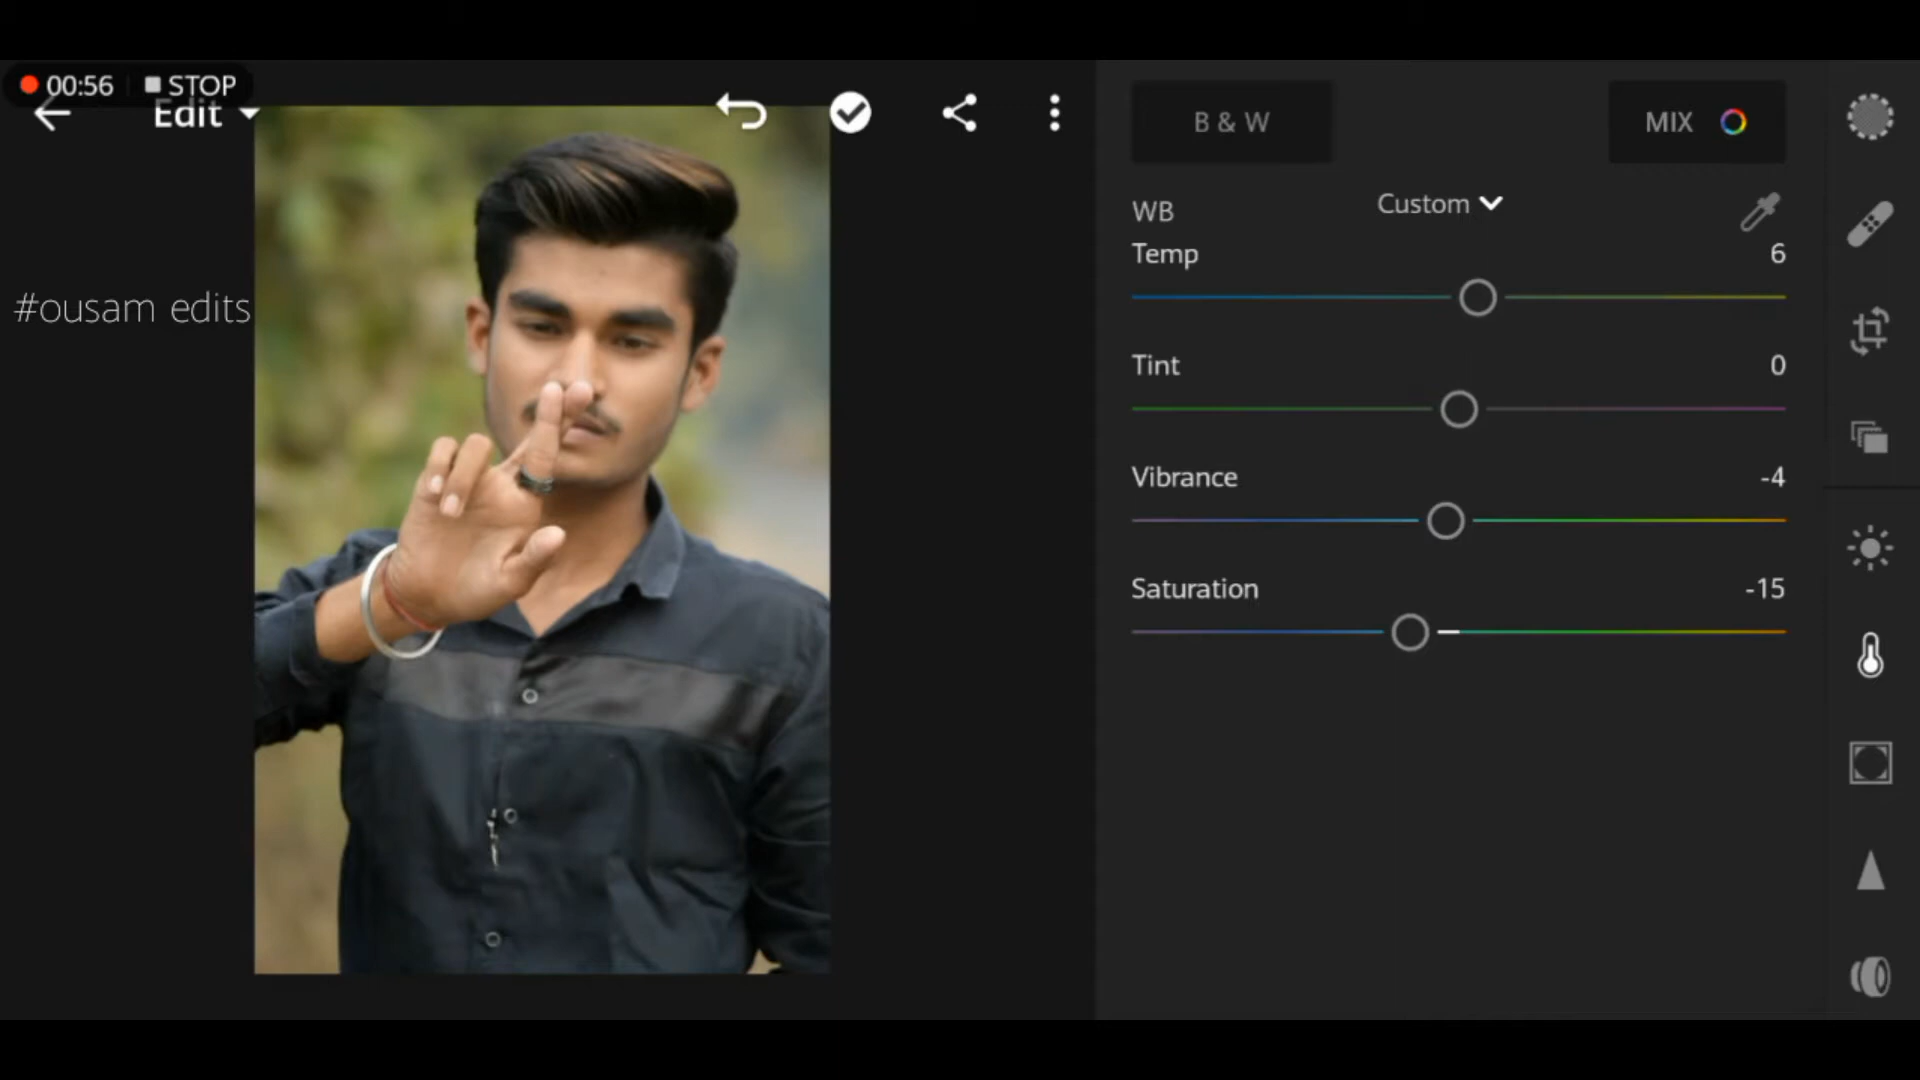 00:56 STOP
Edit
B & W
MIX
WB
Custom
Temp
6
#ousam edits
Tint
0
Vibrance
-4
Saturation
-15